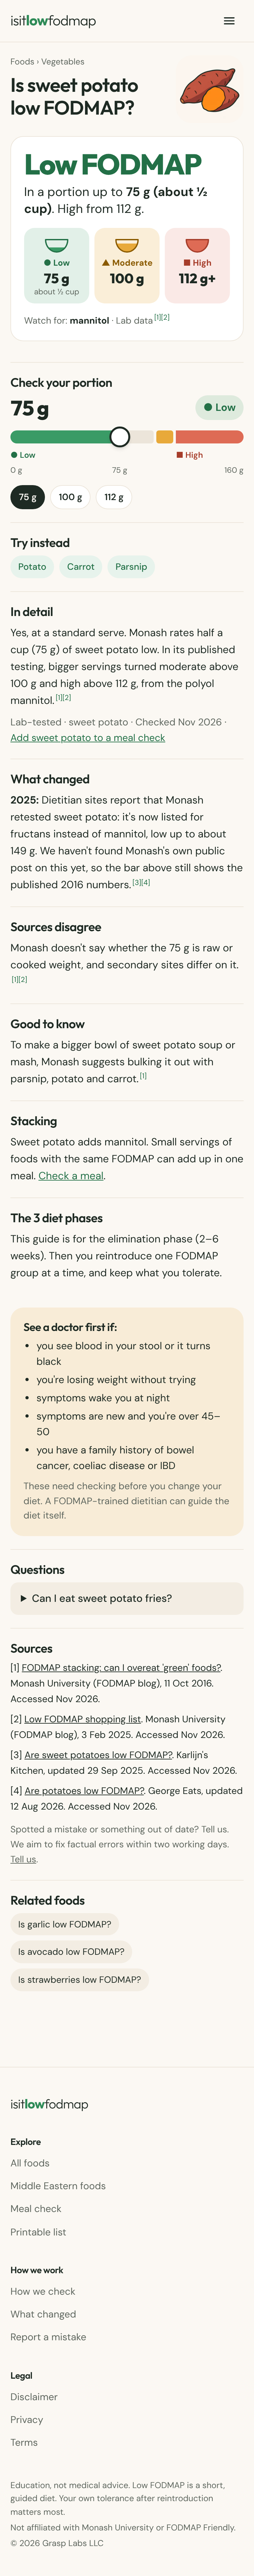 isitlowfodmap
Foods › Vegetables
Is sweet potato
low FODMAP?
Low FODMAP
In a portion up to 75 g (about ½
cup). High from 112 g.
Low
75 g
about ½ cup
Moderate
100 g
High
112 g+
Watch for: mannitol · Lab data [1][2]
Check your portion
75 g
Low
Low
High
0 g
75 g
160 g
75 g
100 g
112 g
Try instead
Potato
Carrot
Parsnip
In detail
Yes, at a standard serve. Monash rates half a
cup (75 g) of sweet potato low. In its published
testing, bigger servings turned moderate above
100 g and high above 112 g, from the polyol
mannitol. [1][2]
Lab-tested · sweet potato · Checked Nov 2026 ·
Add sweet potato to a meal check
What changed
2025: Dietitian sites report that Monash
retested sweet potato: it's now listed for
fructans instead of mannitol, low up to about
149 g. We haven't found Monash's own public
post on this yet, so the bar above still shows the
published 2016 numbers. [3][4]
Sources disagree
Monash doesn't say whether the 75 g is raw or
cooked weight, and secondary sites differ on it.
[1][2]
Good to know
To make a bigger bowl of sweet potato soup or
mash, Monash suggests bulking it out with
parsnip, potato and carrot. [1]
Stacking
Sweet potato adds mannitol. Small servings of
foods with the same FODMAP can add up in one
meal. Check a meal.
The 3 diet phases
This guide is for the elimination phase (2–6
weeks). Then you reintroduce one FODMAP
group at a time, and keep what you tolerate.
See a doctor first if:
• you see blood in your stool or it turns
black
• you're losing weight without trying
• symptoms wake you at night
• symptoms are new and you're over 45–
50
• you have a family history of bowel
cancer, coeliac disease or IBD
These need checking before you change your
diet. A FODMAP-trained dietitian can guide the
diet itself.
Questions
Can I eat sweet potato fries?
Sources
[1] FODMAP stacking: can I overeat 'green' foods?.
Monash University (FODMAP blog), 11 Oct 2016.
Accessed Nov 2026.
[2] Low FODMAP shopping list. Monash University
(FODMAP blog), 3 Feb 2025. Accessed Nov 2026.
[3] Are sweet potatoes low FODMAP?. Karlijn's
Kitchen, updated 29 Sep 2025. Accessed Nov 2026.
[4] Are potatoes low FODMAP?. George Eats, updated
12 Aug 2026. Accessed Nov 2026.
Spotted a mistake or something out of date? Tell us.
We aim to fix factual errors within two working days.
Tell us.
Related foods
Is garlic low FODMAP?
Is avocado low FODMAP?
Is strawberries low FODMAP?
isitlowfodmap
Explore
All foods
Middle Eastern foods
Meal check
Printable list
How we work
How we check
What changed
Report a mistake
Legal
Disclaimer
Privacy
Terms
Education, not medical advice. Low FODMAP is a short,
guided diet. Your own tolerance after reintroduction
matters most.
Not affiliated with Monash University or FODMAP Friendly.
© 2026 Grasp Labs LLC